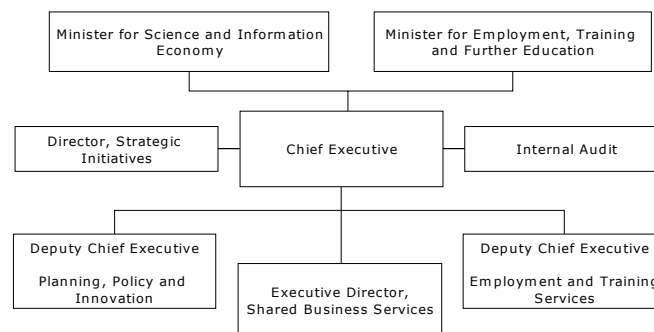 Minister for Science and Information
Economy
Minister for Employment, Training
and Further Education
Director, Strategic
Initiatives
Chief Executive
Internal Audit
Deputy Chief Executive
Planning, Policy and
Innovation
Executive Director,
Shared Business Services
Deputy Chief Executive
Employment and Training
Services